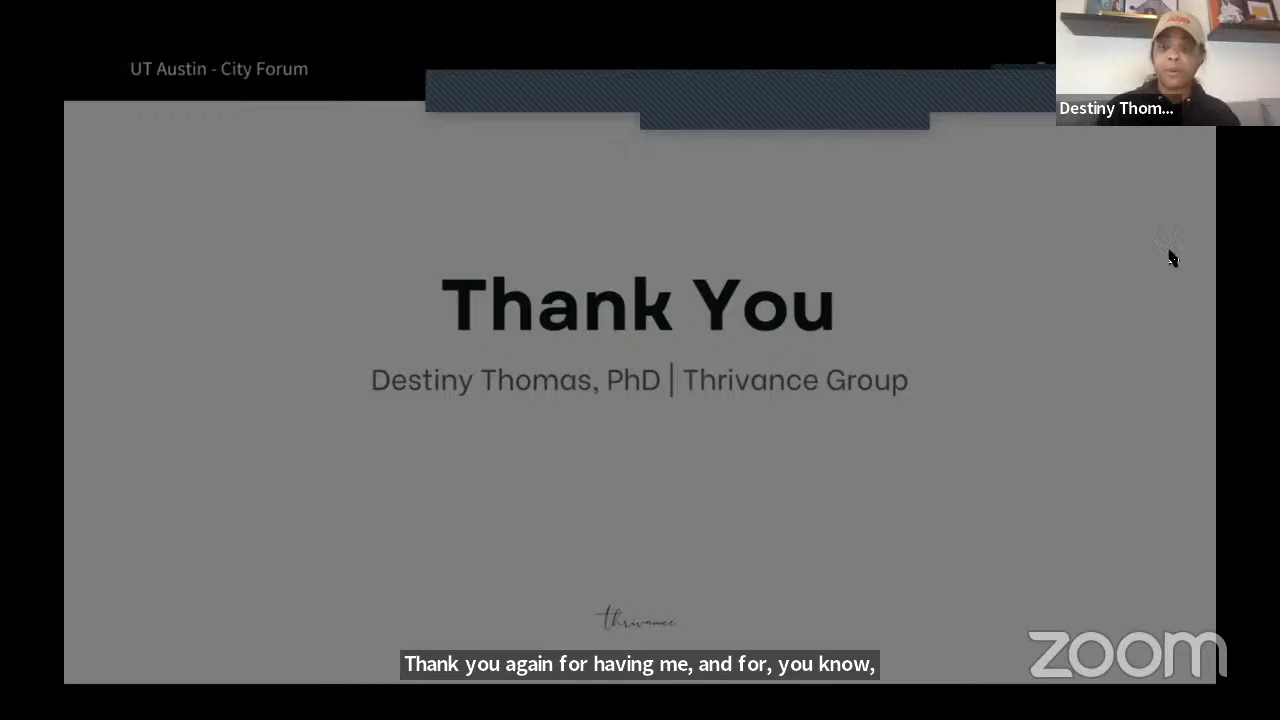 UT Austin - City Forum
Destiny Thom...
Thank You
Destiny Thomas, PhD | Thrivance Group
thrivance
Thank you again for having me, and for, you know,
zoom